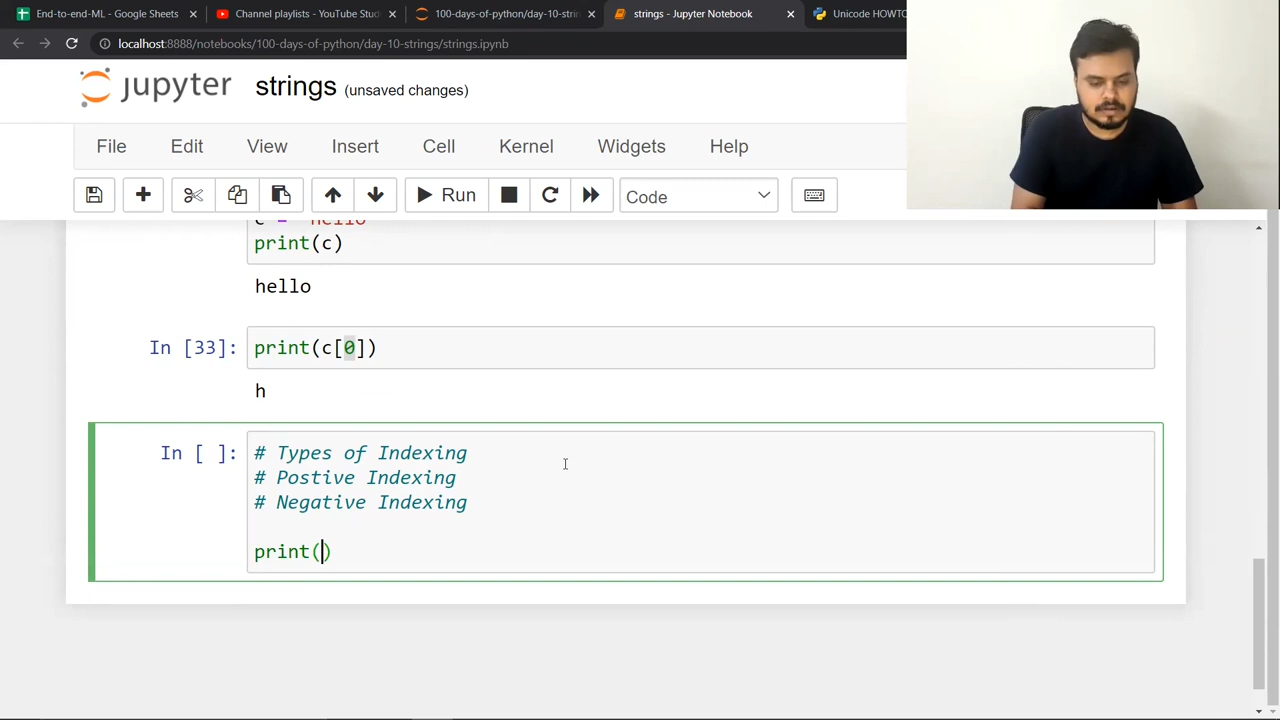 End-to-end-ML - Google Sheets
Channel playlists - YouTube Stud
100-days-of-python/day-10-strin
strings - Jupyter Notebook
Unicode HOWTO
localhost:8888/notebooks/100-days-of-python/day-10-strings/strings.ipynb
jupyter strings (unsaved changes)
File Edit View Insert Cell Kernel Widgets Help
Run Code
c = hello
print(c)
hello
In [33]: print(c[0])
h
In [ ]: # Types of Indexing
# Postive Indexing
# Negative Indexing
print()